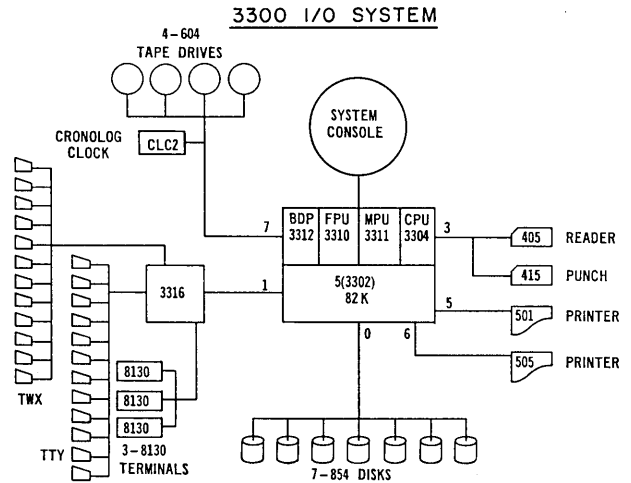 3300 I/O SYSTEM
4-604
TAPE DRIVES
SYSTEM
CONSOLE
CRONOLOG
CLOCK
CLC2
BDP
3312
FPU
3310
MPU
3311
CPU
3304
7
3
405
READER
415
PUNCH
3316
1
5(3302)
82K
5
501
PRINTER
0
6
505
PRINTER
8130
8130
8130
TWX
3-8130
TERMINALS
TTY
7-854 DISKS